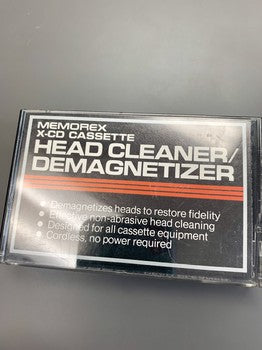 MEMOREX
X-CD CASSETTE
HEAD CLEANER/
DEMAGNETIZER
• Demagnetizes heads to restore fidelity
• Effective non-abrasive head cleaning
• Designed for all cassette equipment
• Cordless, no power required